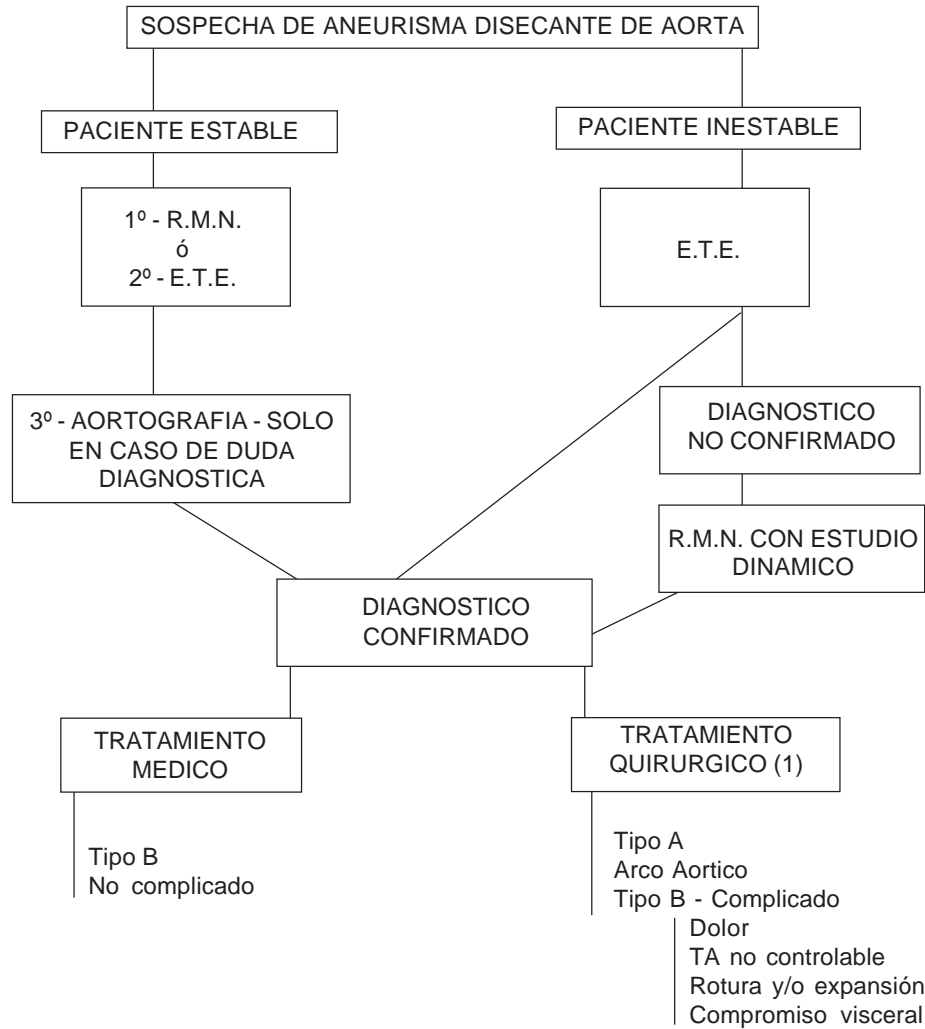 SOSPECHA DE ANEURISMA DISECANTE DE AORTA
PACIENTE ESTABLE
PACIENTE INESTABLE
1º - R.M.N.
ó
2º - E.T.E.
E.T.E.
3º - AORTOGRAFIA - SOLO
EN CASO DE DUDA
DIAGNOSTICA
DIAGNOSTICO
NO CONFIRMADO
R.M.N. CON ESTUDIO
DINAMICO
DIAGNOSTICO
CONFIRMADO
TRATAMIENTO
MEDICO
TRATAMIENTO
QUIRURGICO (1)
Tipo B
No complicado
Tipo A
Arco Aortico
Tipo B - Complicado
Dolor
TA no controlable
Rotura y/o expansión
Compromiso visceral